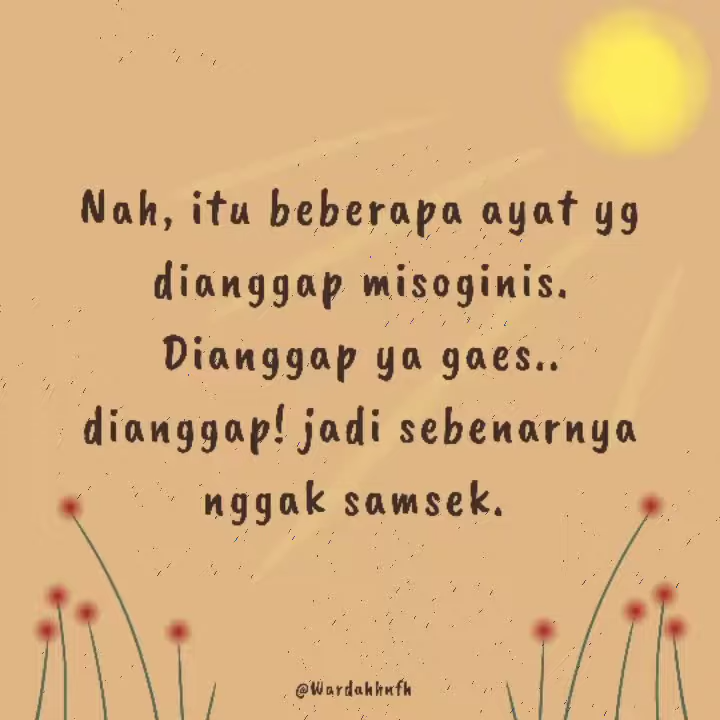 Nah, itu beberapa ayat yg
dianggap misoginis.
Dianggap ya gaes..
dianggap! jadi sebenarnya
nggak samsek.
@Wardahhnfh